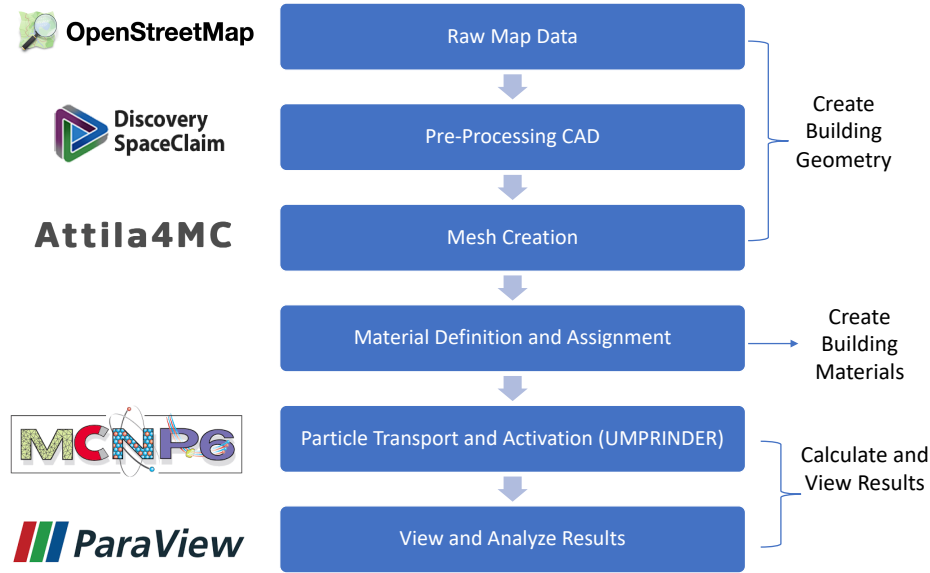 OpenStreetMap
Raw Map Data
Discovery
SpaceClaim
Pre-Processing CAD
Create
Building
Geometry
Attila4MC
Mesh Creation
Material Definition and Assignment
Create
Building
Materials
MCNP6
Particle Transport and Activation (UMPRINDER)
Calculate and
View Results
ParaView
View and Analyze Results